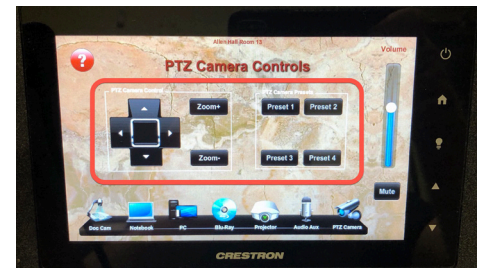 Allen Hall Room 12
Volume
?
PTZ Camera Controls
PTZ Camera Control
PTZ Camera Presets
Zoom+
Preset 1
Preset 2
Zoom-
Preset 3
Preset 4
Mute
Doc Cam
Notebook
PC
Blu-Ray
Projector
Audio Aux
PTZ Camera
CRESTRON